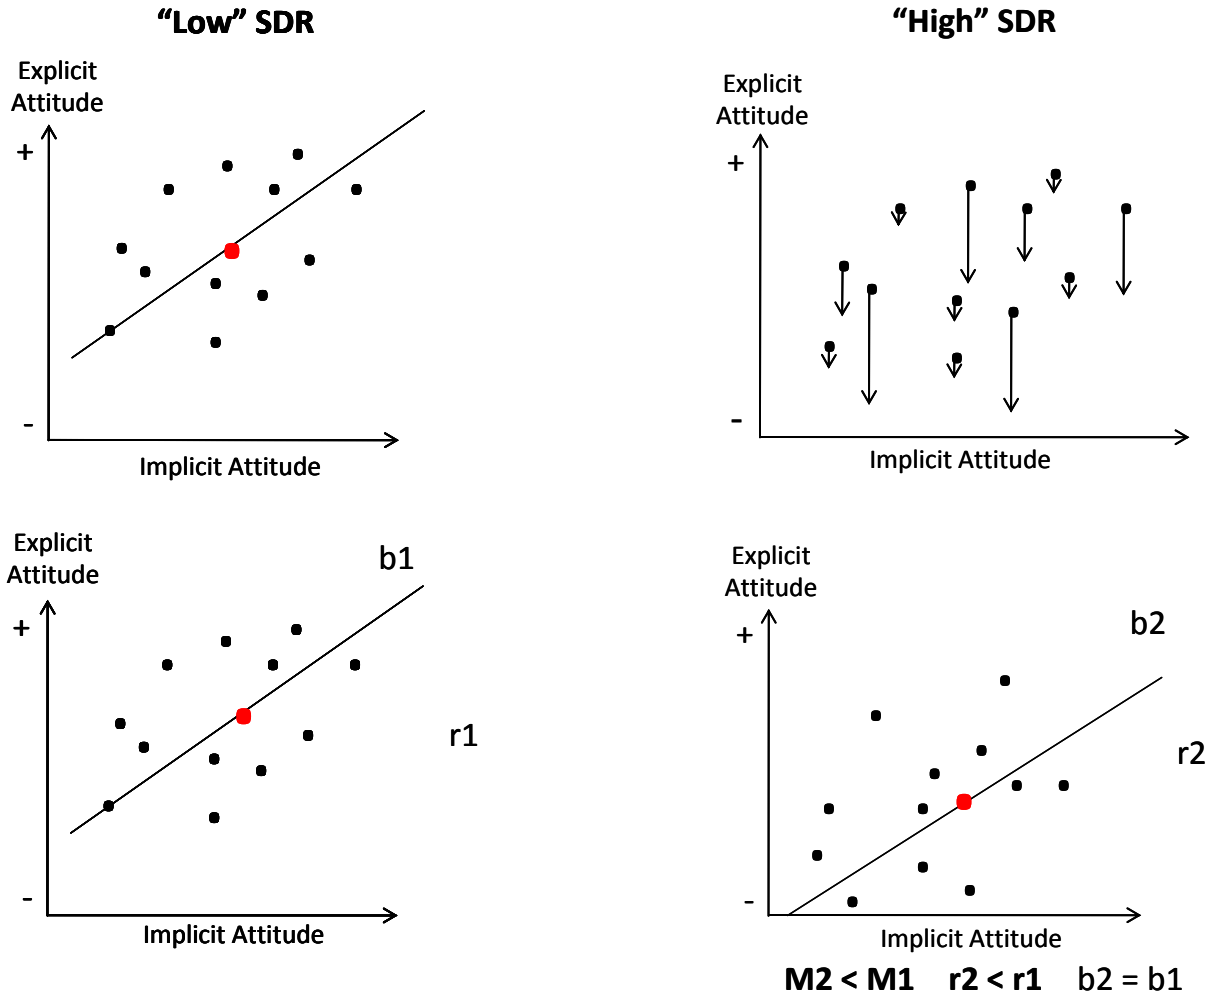 “Low” SDR
Explicit
Attitude
+
-
Implicit Attitude
“High” SDR
Explicit
Attitude
+
-
Implicit Attitude
Explicit
Attitude
b1
+
r1
-
Implicit Attitude
Explicit
Attitude
b2
+
r2
-
Implicit Attitude
M2 < M1 r2 < r1 b2 = b1